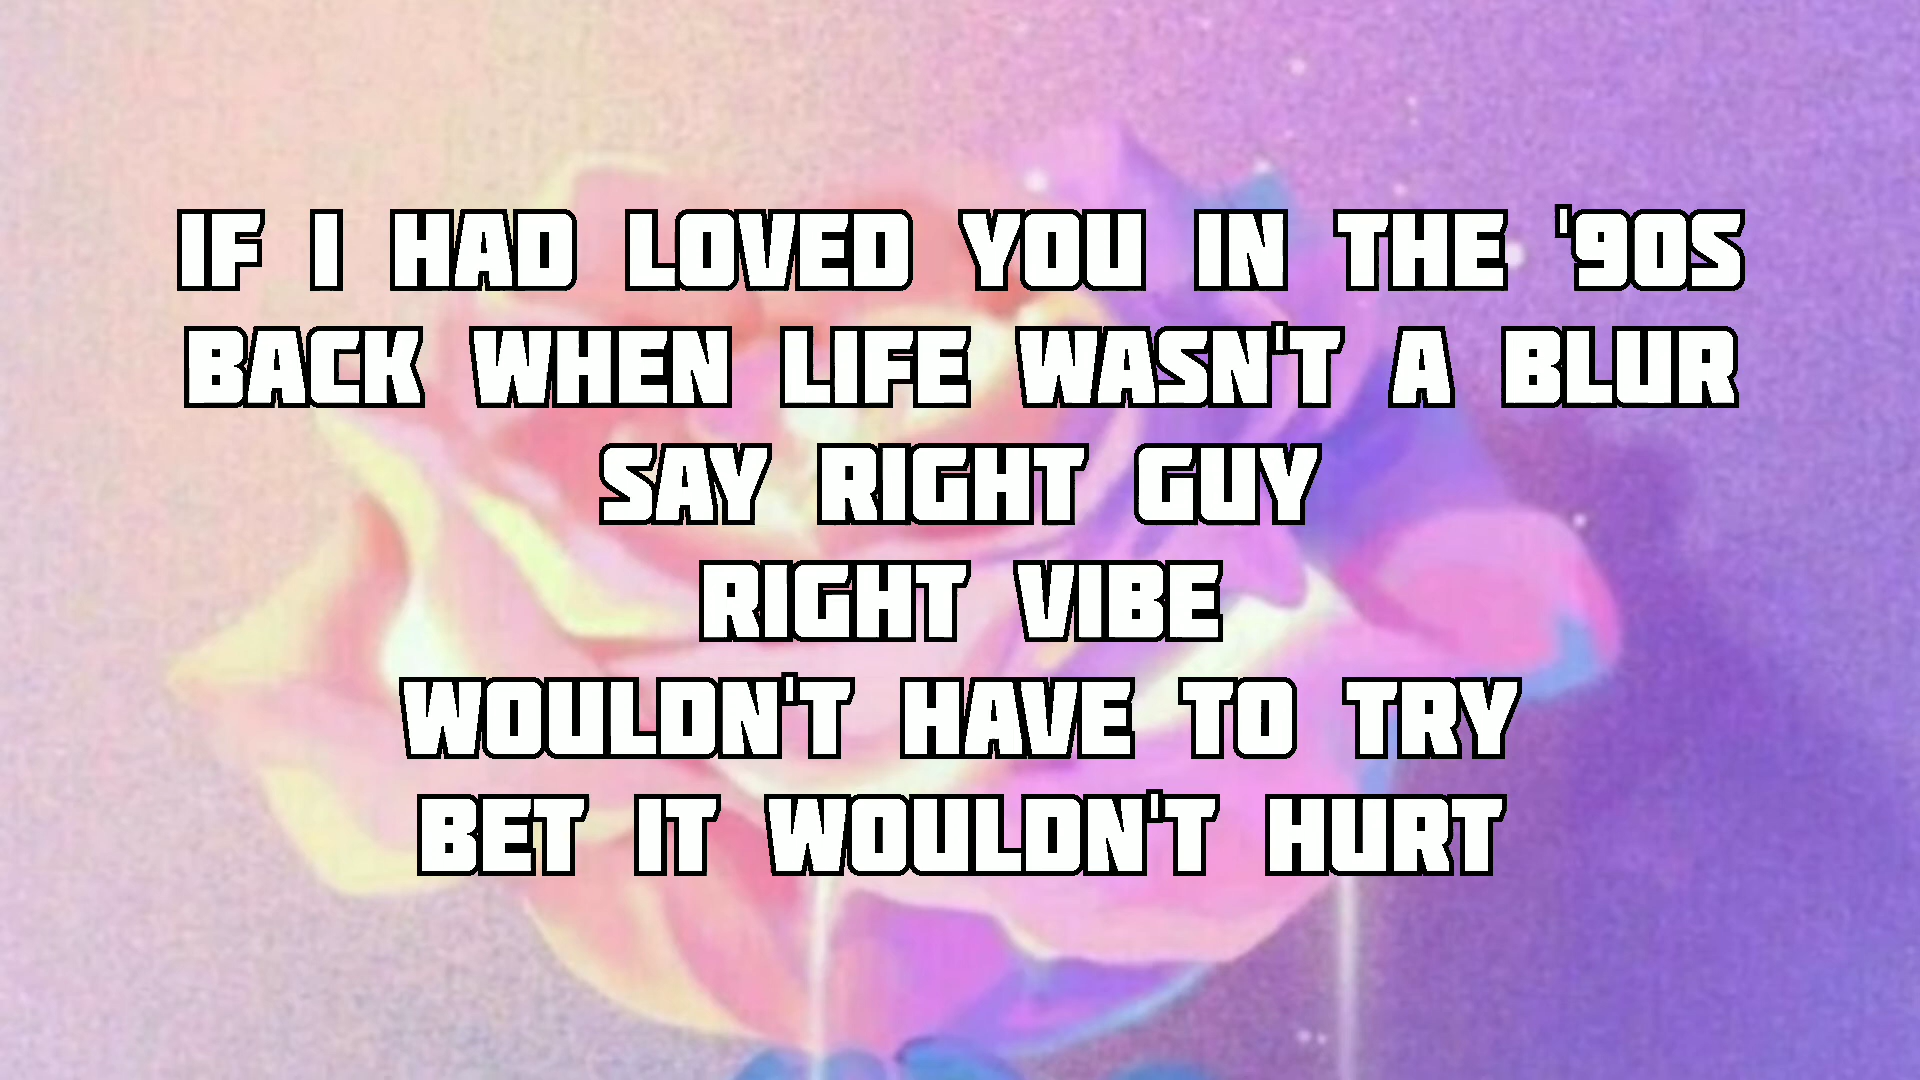 IF I HAD LOVED YOU IN THE '90S
BACK WHEN LIFE WASN'T A BLUR
SAY RIGHT GUY
RIGHT VIBE
WOULDN'T HAVE TO TRY
BET IT WOULDN'T HURT